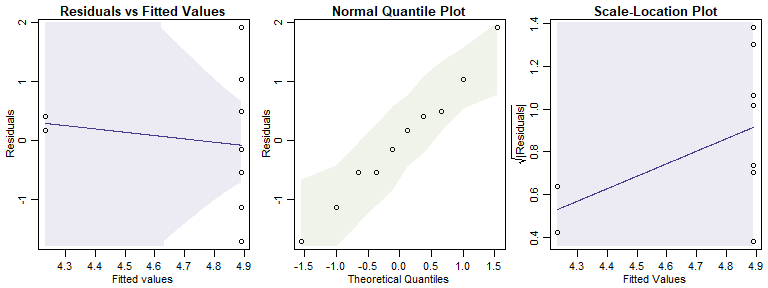 Residuals vs Fitted Values
Normal Quantile Plot
Scale-Location Plot
Residuals
2
1
0
-1
4.3 4.4 4.5 4.6 4.7 4.8 4.9
Fitted values
Residuals
2
1
0
-1
-1.5 -1.0 -0.5 0.0 0.5 1.0 1.5
Theoretical Quantiles
√|Residuals|
1.4
1.2
1.0
0.8
0.6
0.4
4.3 4.4 4.5 4.6 4.7 4.8 4.9
Fitted Values